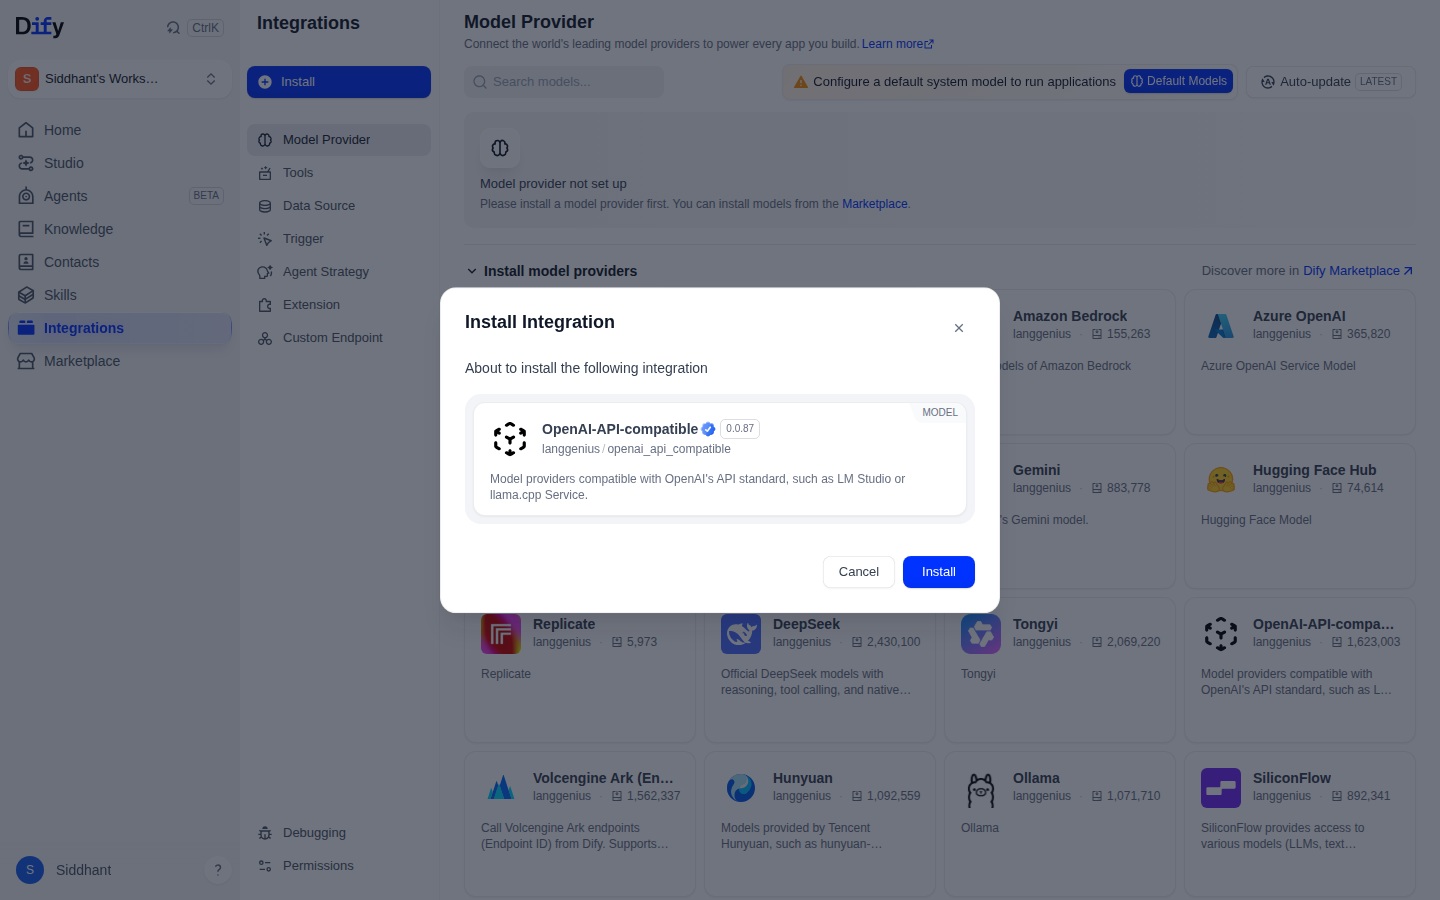 Dify
CtrlK
S
Siddhant's Works…
Home
Studio
Agents
BETA
Knowledge
Contacts
Skills
Integrations
Marketplace
S
Siddhant
?
Integrations
Install
Model Provider
Tools
Data Source
Trigger
Agent Strategy
Extension
Custom Endpoint
Debugging
Permissions
Model Provider
Connect the world's leading model providers to power every app you build. Learn more
Search models...
Configure a default system model to run applications
Default Models
Auto-update
LATEST
Model provider not set up
Please install a model provider first. You can install models from the Marketplace.
Install model providers
Discover more in Dify Marketplace
Amazon Bedrock
langgenius · 155,263
dels of Amazon Bedrock
Azure OpenAI
langgenius · 365,820
Azure OpenAI Service Model
Install Integration
About to install the following integration
MODEL
OpenAI-API-compatible
0.0.87
langgenius / openai_api_compatible
Model providers compatible with OpenAI's API standard, such as LM Studio or
llama.cpp Service.
Cancel
Install
Gemini
langgenius · 883,778
's Gemini model.
Hugging Face Hub
langgenius · 74,614
Hugging Face Model
Replicate
langgenius · 5,973
Replicate
DeepSeek
langgenius · 2,430,100
Official DeepSeek models with
reasoning, tool calling, and native…
Tongyi
langgenius · 2,069,220
Tongyi
OpenAI-API-compa…
langgenius · 1,623,003
Model providers compatible with
OpenAI's API standard, such as L…
Volcengine Ark (En…
langgenius · 1,562,337
Call Volcengine Ark endpoints
(Endpoint ID) from Dify. Supports…
Hunyuan
langgenius · 1,092,559
Models provided by Tencent
Hunyuan, such as hunyuan-…
Ollama
langgenius · 1,071,710
Ollama
SiliconFlow
langgenius · 892,341
SiliconFlow provides access to
various models (LLMs, text…